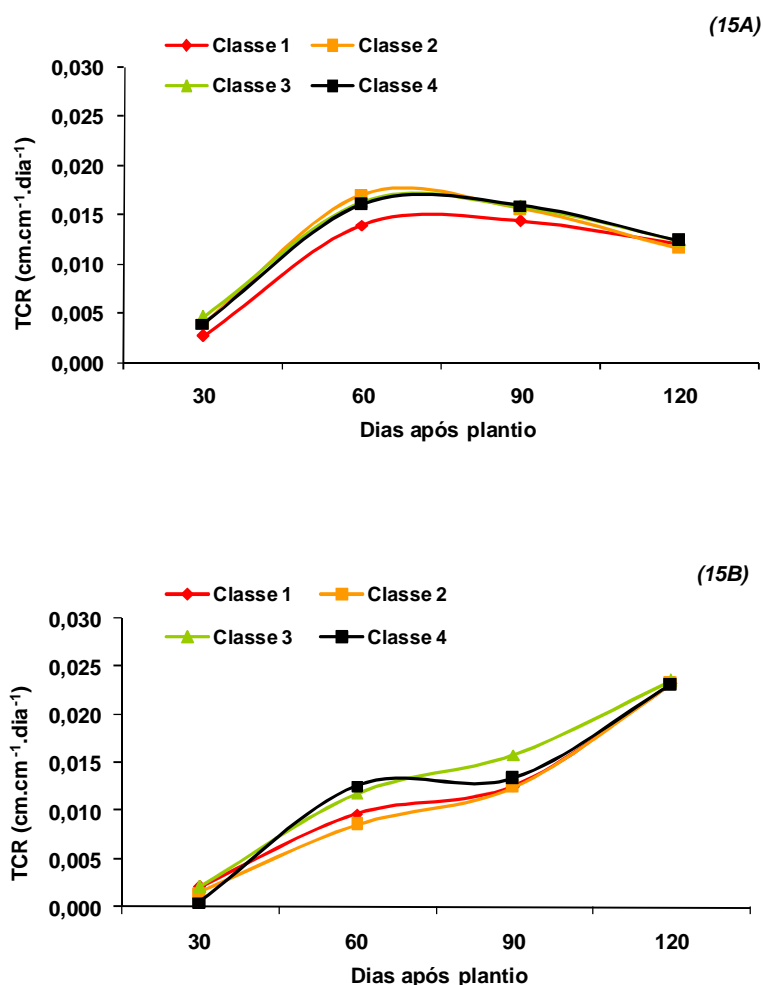 (15A)
Classe 1 Classe 2
Classe 3 Classe 4
0,030
0,025
0,020
0,015
0,010
0,005
0,000
TCR (cm.cm⁻¹.dia⁻¹)
30 60 90 120
Dias após plantio
(15B)
Classe 1 Classe 2
Classe 3 Classe 4
0,030
0,025
0,020
0,015
0,010
0,005
0,000
TCR (cm.cm⁻¹.dia⁻¹)
30 60 90 120
Dias após plantio